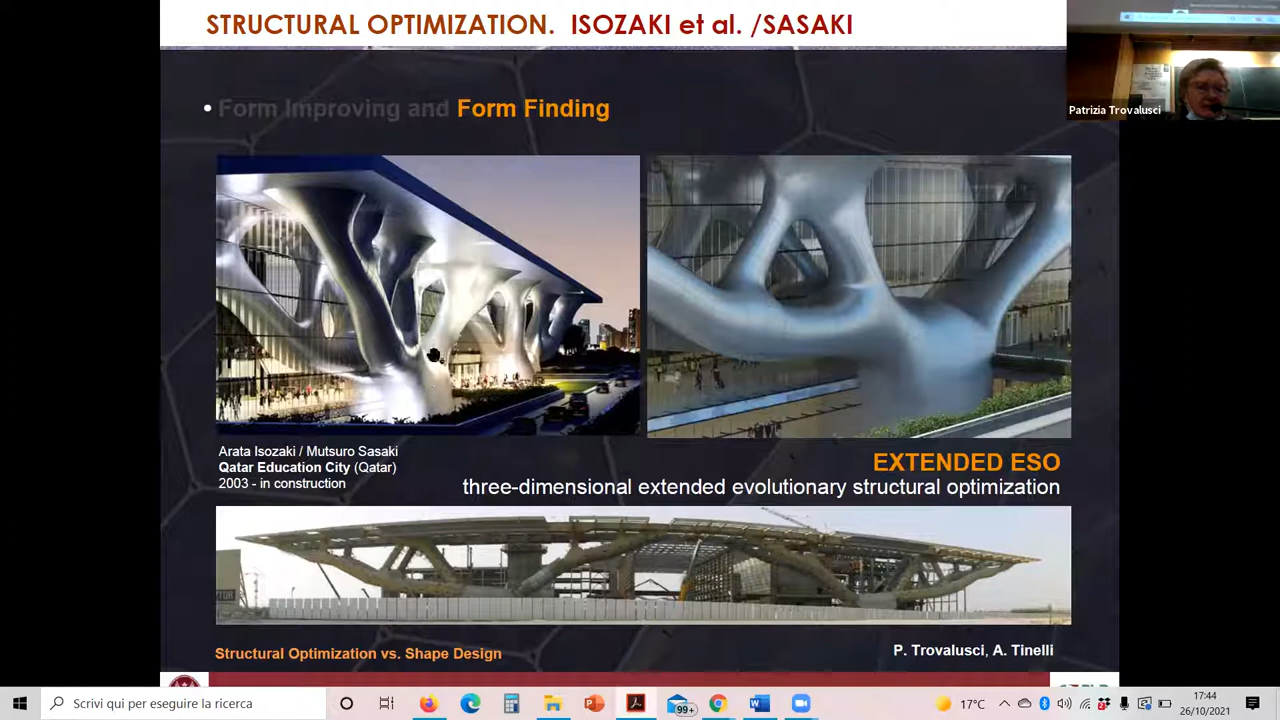 STRUCTURAL OPTIMIZATION. ISOZAKI et al. /SASAKI
Patrizia Trovalusci
• Form Improving and Form Finding
Arata Isozaki / Mutsuro Sasaki
Qatar Education City (Qatar)
2003 - in construction
EXTENDED ESO
three-dimensional extended evolutionary structural optimization
Structural Optimization vs. Shape Design
P. Trovalusci, A. Tinelli
Scrivi qui per eseguire la ricerca
99+
17°C
17:44
26/10/2021